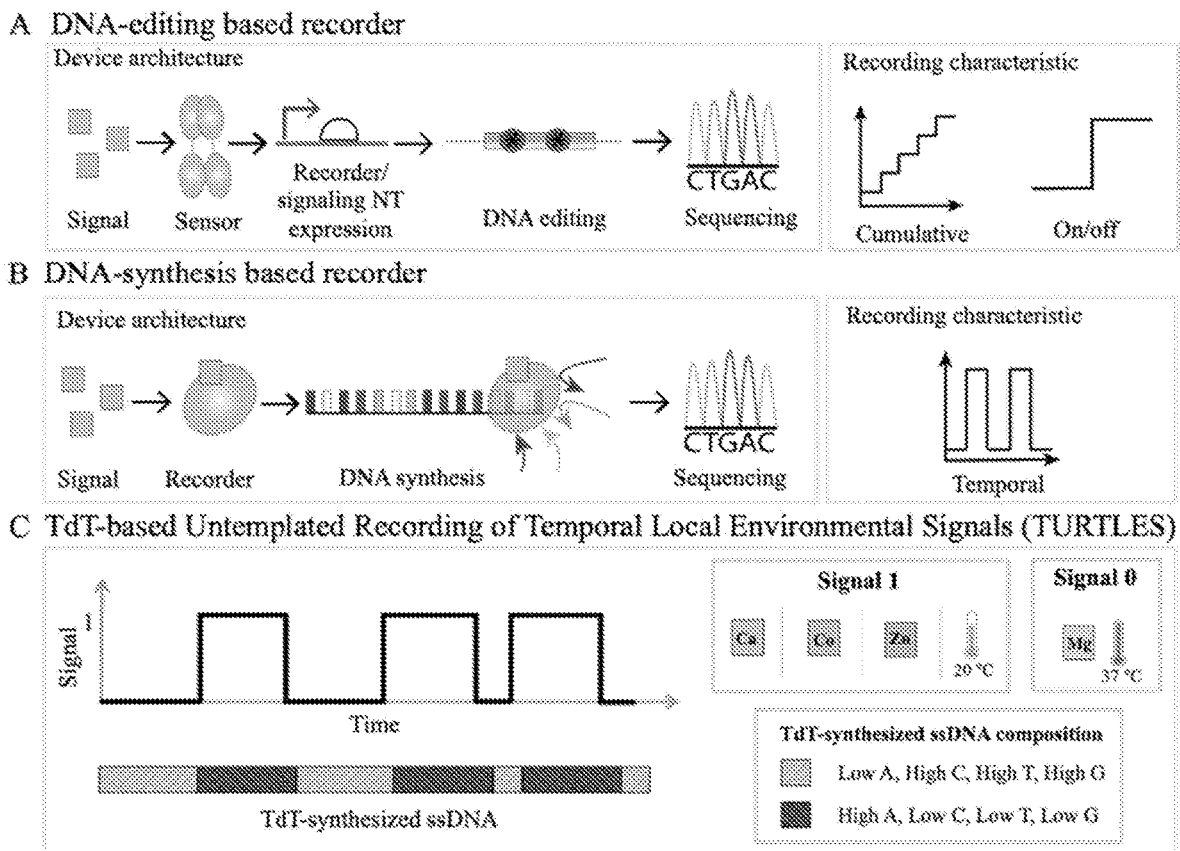 A DNA-editing based recorder
Device architecture
Recording characteristic
Signal
Sensor
Recorder/
signaling NT
expression
DNA editing
CTGAC
Sequencing
Cumulative
On/off
B DNA-synthesis based recorder
Device architecture
Recording characteristic
Signal
Recorder
DNA synthesis
CTGAC
Sequencing
Temporal
C TdT-based Untemplated Recording of Temporal Local Environmental Signals (TURTLES)
Signal
1
Time
TdT-synthesized ssDNA
Signal 1
Ca
Co
Zn
20 °C
Signal 0
Mg
37 °C
TdT-synthesized ssDNA composition
Low A, High C, High T, High G
High A, Low C, Low T, Low G